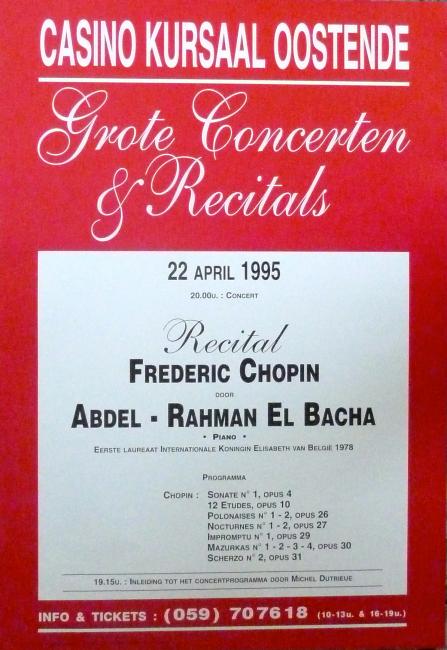 CASINO KURSAAL OOSTENDE
Grote Concerten
& Recitals
22 APRIL 1995
20.00U. : CONCERT
Recital
FREDERIC CHOPIN
DOOR
ABDEL - RAHMAN EL BACHA
• PIANO •
EERSTE LAUREAAT INTERNATIONALE KONINGIN ELISABETH VAN BELGIË 1978
PROGRAMMA
CHOPIN : SONATE N° 1, OPUS 4
12 ETUDES, OPUS 10
POLONAISES N° 1 - 2, OPUS 26
NOCTURNES N° 1 - 2, OPUS 27
IMPROMPTU N° 1, OPUS 29
MAZURKAS N° 1 - 2 - 3 - 4, OPUS 30
SCHERZO N° 2, OPUS 31
19.15U. : INLEIDING TOT HET CONCERTPROGRAMMA DOOR MICHEL DUTRIEUE
INFO & TICKETS : (059) 707618 (10-13u. & 16-19u.)